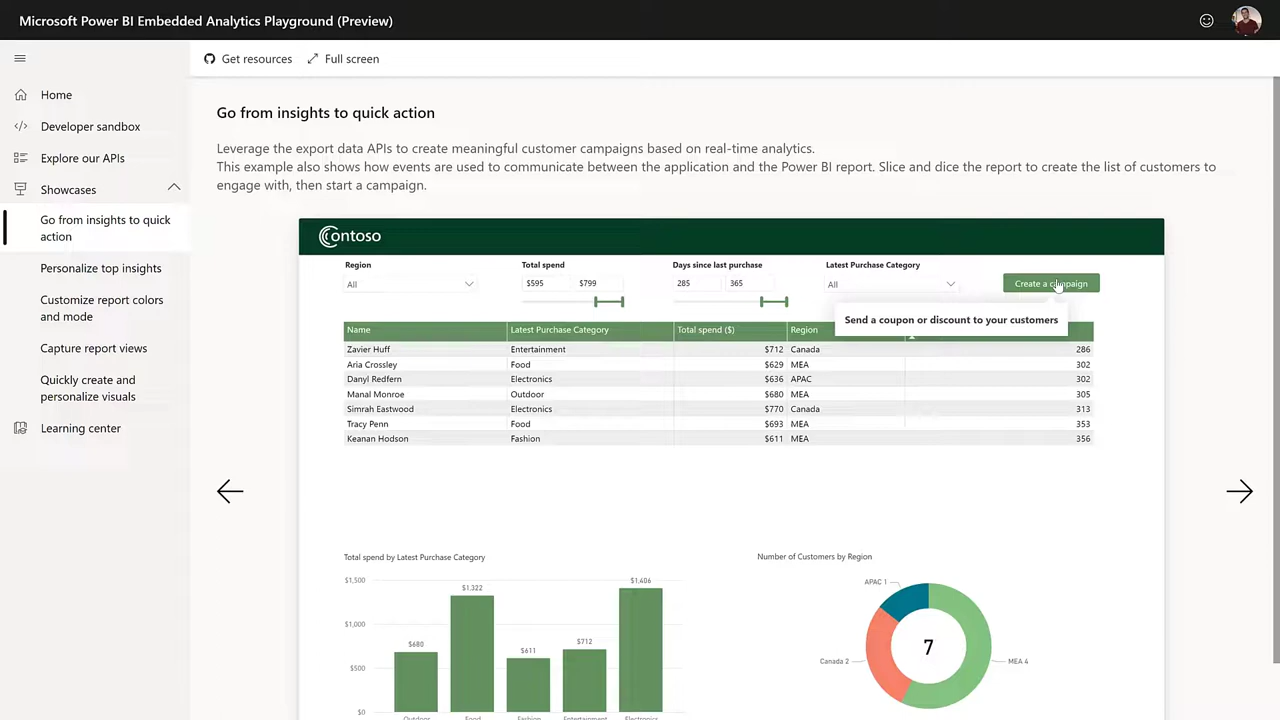 Microsoft Power BI Embedded Analytics Playground (Preview)
Get resources
Full screen
Home
Developer sandbox
Explore our APIs
Showcases
Go from insights to quick
action
Personalize top insights
Customize report colors
and mode
Capture report views
Quickly create and
personalize visuals
Learning center
Go from insights to quick action
Leverage the export data APIs to create meaningful customer campaigns based on real-time analytics.
This example also shows how events are used to communicate between the application and the Power BI report. Slice and dice the report to create the list of customers to
engage with, then start a campaign.
Contoso
Region Total spend Days since last purchase Latest Purchase Category
All $595 $799 285 365 All Create a campaign
Send a coupon or discount to your customers
Name Latest Purchase Category Total spend ($) Region
Zavier Huff Entertainment $712 Canada 286
Aria Crossley Food $629 MEA 302
Danyl Redfern Electronics $636 APAC 302
Manal Monroe Outdoor $680 MEA 305
Simrah Eastwood Electronics $770 Canada 313
Tracy Penn Food $693 MEA 353
Keanan Hodson Fashion $611 MEA 356
Total spend by Latest Purchase Category
$1,500
$1,000
$500
$0
$680 $1,322 $611 $712 $1,406
Outdoor Food Fashion Entertainment Electronics
Number of Customers by Region
APAC 1
Canada 2
7
MEA 4